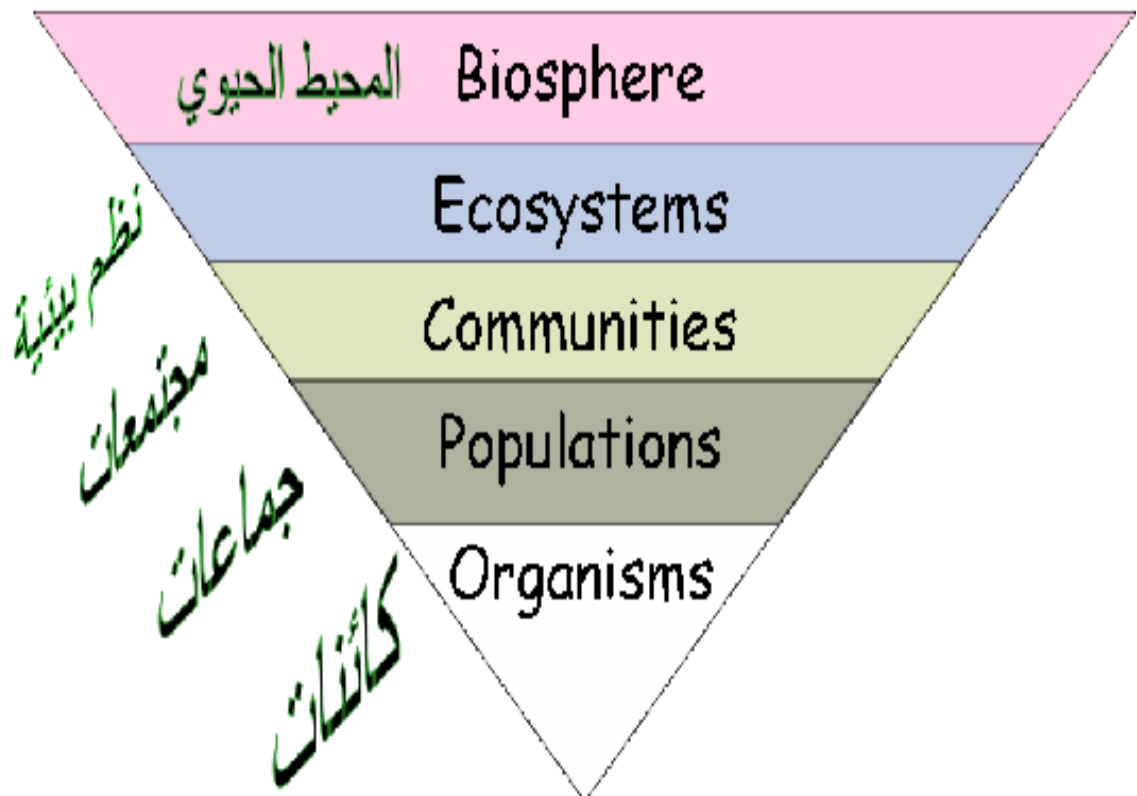 المحيط الحيوي Biosphere
Ecosystems
نظم بيئية
Communities
مجتمعات
Populations
جماعات
Organisms
كائنات